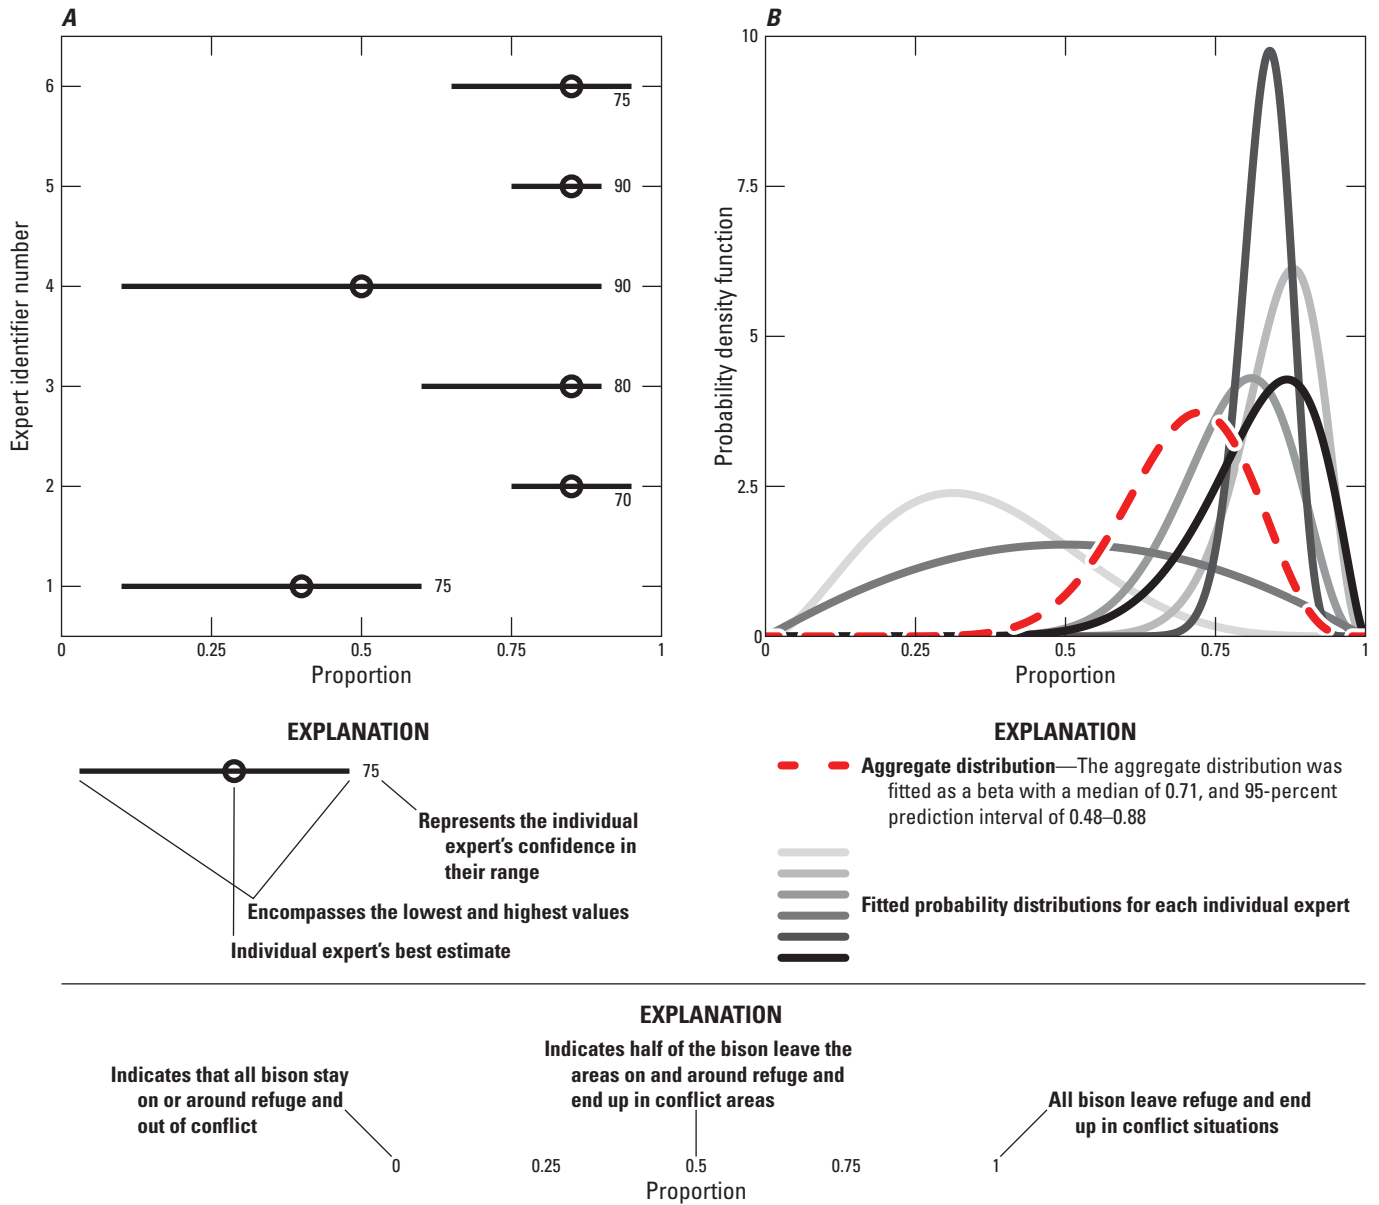 A
0
0.25
0.5
0.75
1
6
5
4
3
2
1
75
90
90
80
70
75
Expert identifier number
Proportion
B
10
7.5
5
2.5
0
0
0.25
0.5
0.75
1
Probability density function
Proportion
EXPLANATION
75
Represents the individual
expert's confidence in
their range
Encompasses the lowest and highest values
Individual expert's best estimate
EXPLANATION
Aggregate distribution—The aggregate distribution was
fitted as a beta with a median of 0.71, and 95-percent
prediction interval of 0.48–0.88
Fitted probability distributions for each individual expert
EXPLANATION
Indicates that all bison stay
on or around refuge and
out of conflict
Indicates half of the bison leave the
areas on and around refuge and
end up in conflict areas
All bison leave refuge and end
up in conflict situations
0
0.25
0.5
0.75
1
Proportion